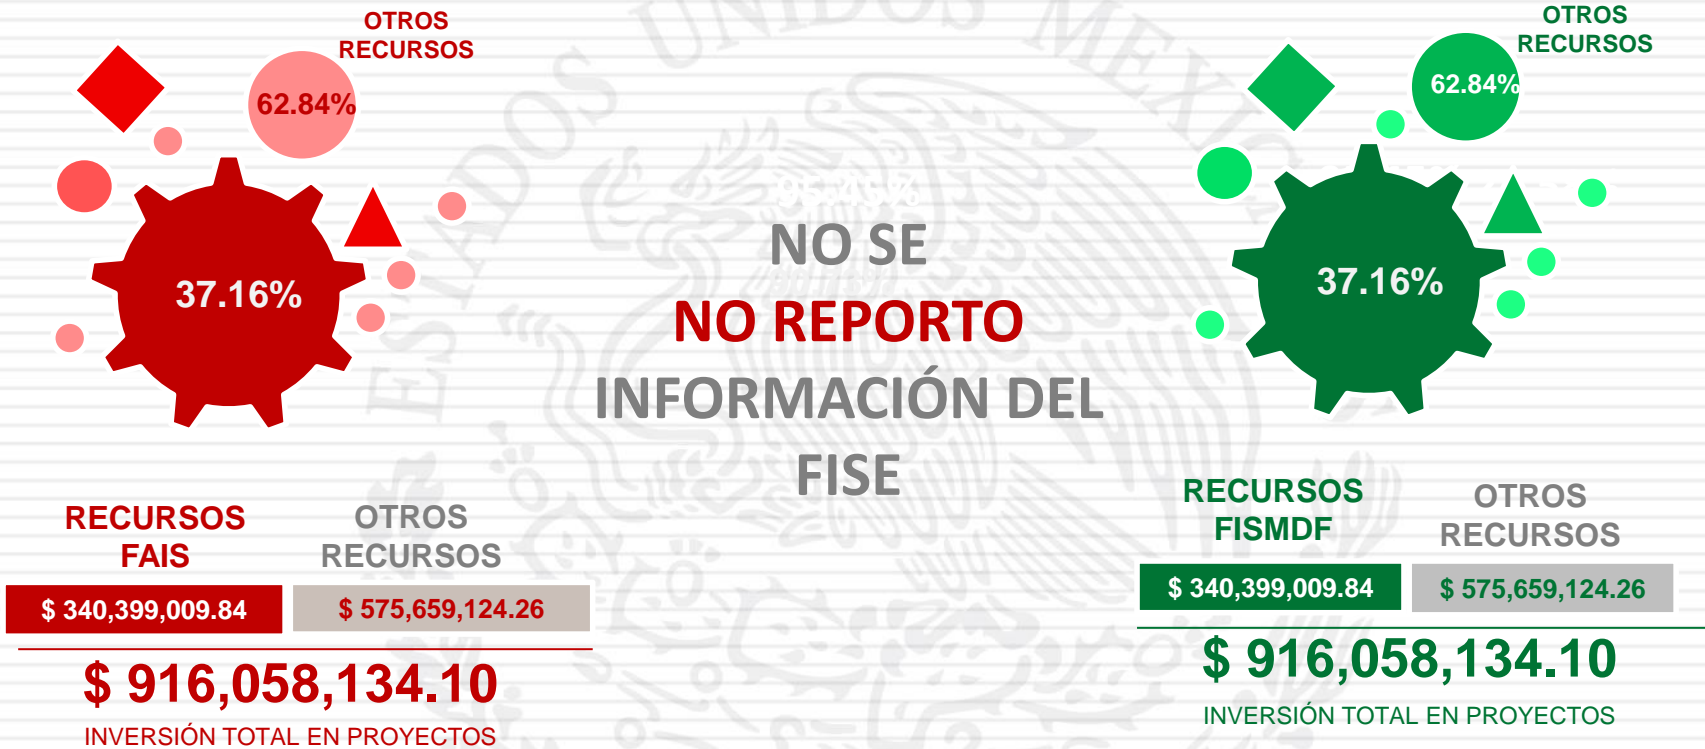 OTROS
RECURSOS
62.84%
37.16%
RECURSOS
FAIS
OTROS
RECURSOS
$ 340,399,009.84
$ 575,659,124.26
$ 916,058,134.10
INVERSIÓN TOTAL EN PROYECTOS
ESTADOS UNIDOS MEXIC
NO SE
NO REPORTO
INFORMACIÓN DEL
FISE
OTROS
RECURSOS
62.84%
37.16%
RECURSOS
FISMDF
OTROS
RECURSOS
$ 340,399,009.84
$ 575,659,124.26
$ 916,058,134.10
INVERSIÓN TOTAL EN PROYECTOS